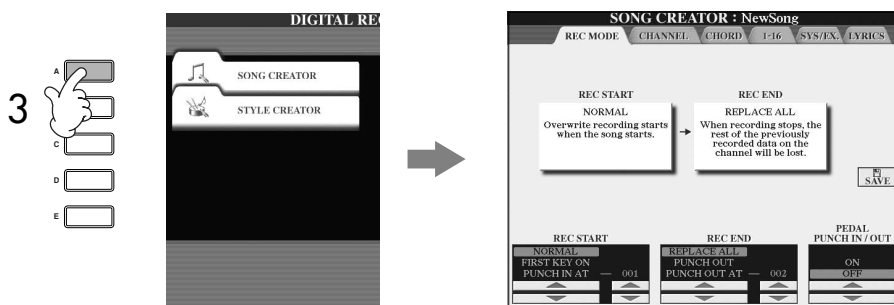 3
A
C
D
E
DIGITAL RE
SONG CREATOR
STYLE CREATOR
SONG CREATOR : NewSong
REC MODE CHANNEL CHORD 1-16 SYS/EX. LYRICS
REC START REC END
NORMAL
Overwrite recording starts
when the song starts.
REPLACE ALL
When recording stops, the
rest of the previously
recorded data on the
channel will be lost.
SAVE
REC START
NORMAL
FIRST KEY ON
PUNCH IN AT — 001
REC END
REPLACE ALL
PUNCH OUT
PUNCH OUT AT — 002
PEDAL
PUNCH IN / OUT
ON
OFF